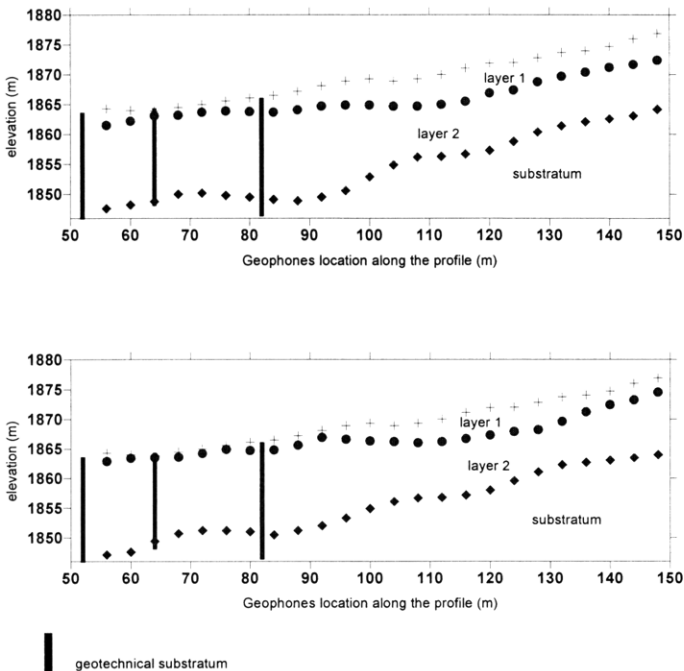 1880
1875
1870
1865
1860
1855
1850
elevation (m)
layer 1
layer 2
substratum
50 60 70 80 90 100 110 120 130 140 150
Geophones location along the profile (m)
1880
1875
1870
1865
1860
1855
1850
elevation (m)
layer 1
layer 2
substratum
50 60 70 80 90 100 110 120 130 140 150
Geophones location along the profile (m)
geotechnical substratum